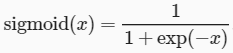 sigmoid(x) = 1 / (1 + exp(−x))